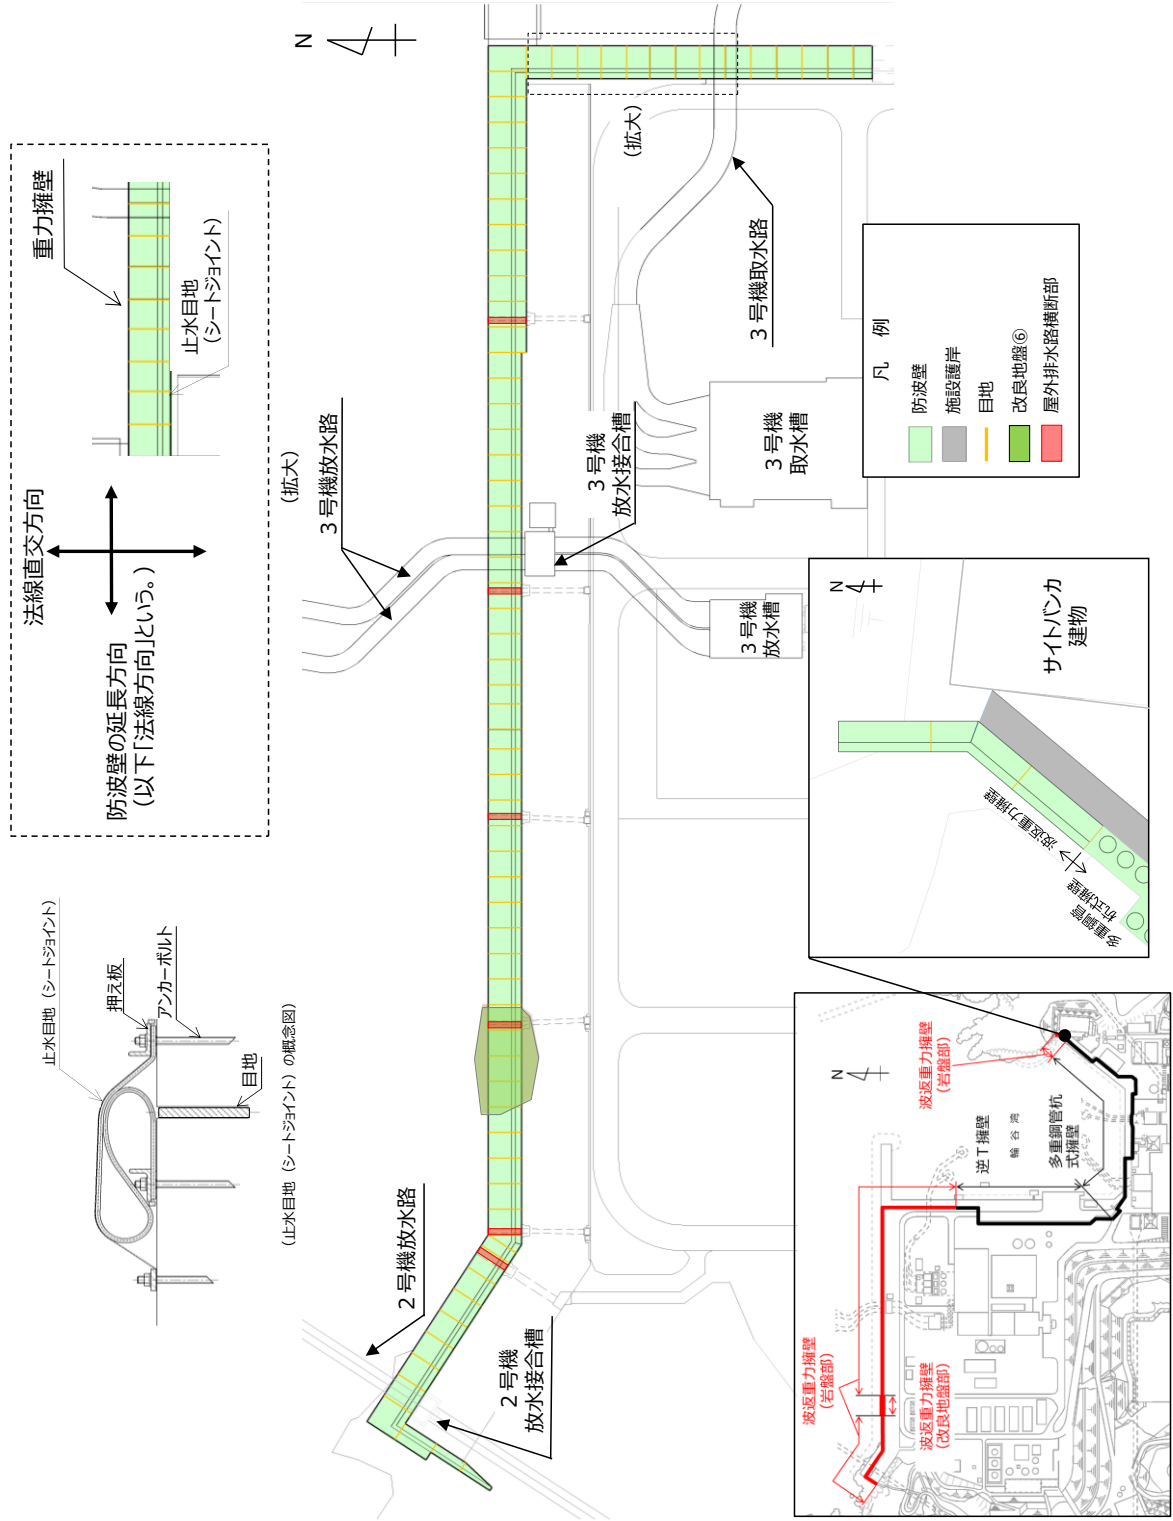 止水目地（シートジョイント）
押え板
アンカーボルト
目地
（止水目地（シートジョイント）の概念図）
法線直交方向
防波壁の延長方向
（以下「法線方向」という。）
重力擁壁
止水目地
（シートジョイント）
（拡大）
N
2号機放水路
2号機
放水接合槽
3号機放水路
3号機
放水接合槽
3号機
放水槽
3号機
取水槽
3号機取水路
（拡大）
凡　例
防波壁
施設護岸
目地
改良地盤⑥
屋外排水路横断部
N
サイトバンカ
建物
波返重力擁壁
多重鋼管
杭式擁壁
N
波返重力擁壁
（岩盤部）
波返重力擁壁
（改良地盤部）
波返重力擁壁
（岩盤部）
逆T擁壁
輪谷湾
多重鋼管杭
式擁壁